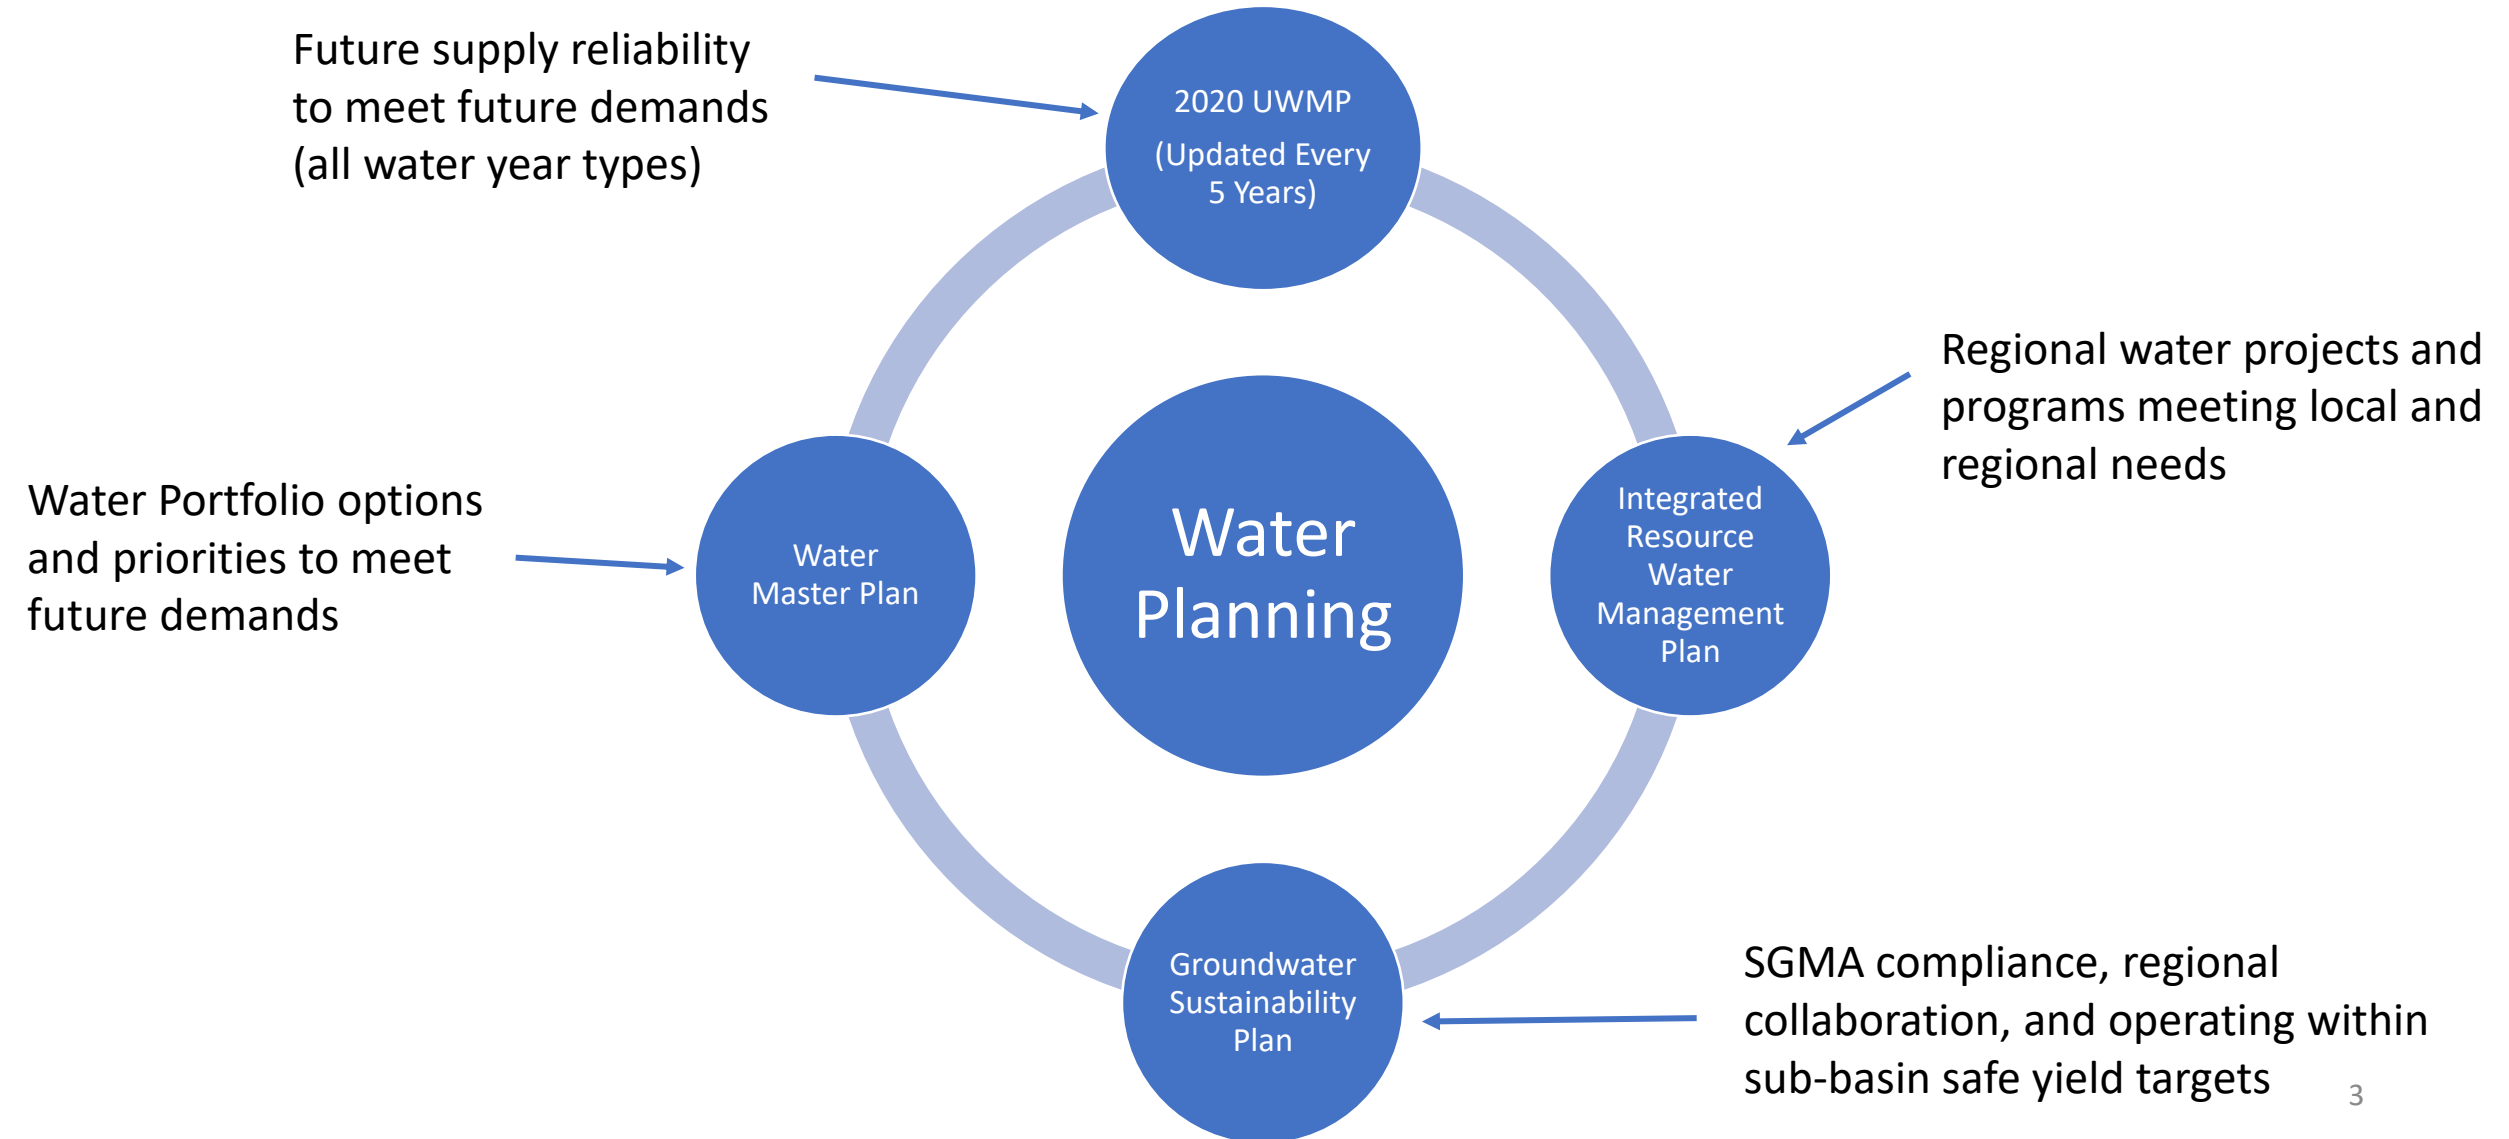 Future supply reliability
to meet future demands
(all water year types)
2020 UWMP
(Updated Every
5 Years)
Regional water projects and
programs meeting local and
regional needs
Water Portfolio options
and priorities to meet
future demands
Water
Master Plan
Water
Planning
Integrated
Resource
Water
Management
Plan
Groundwater
Sustainability
Plan
SGMA compliance, regional
collaboration, and operating within
sub-basin safe yield targets
3